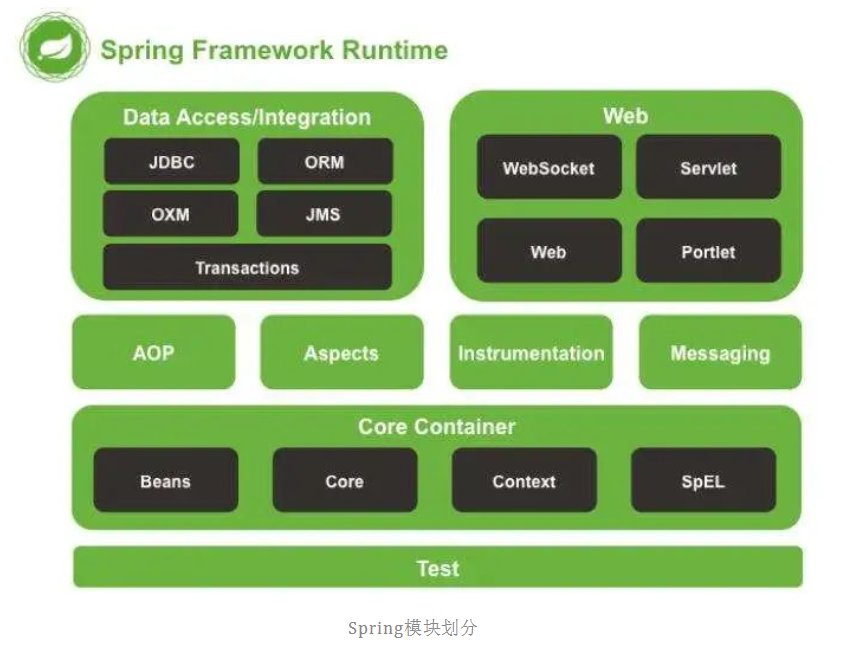 Spring Framework Runtime
Data Access/Integration
JDBC
ORM
OXM
JMS
Transactions
Web
WebSocket
Servlet
Web
Portlet
AOP
Aspects
Instrumentation
Messaging
Core Container
Beans
Core
Context
SpEL
Test
Spring模块划分